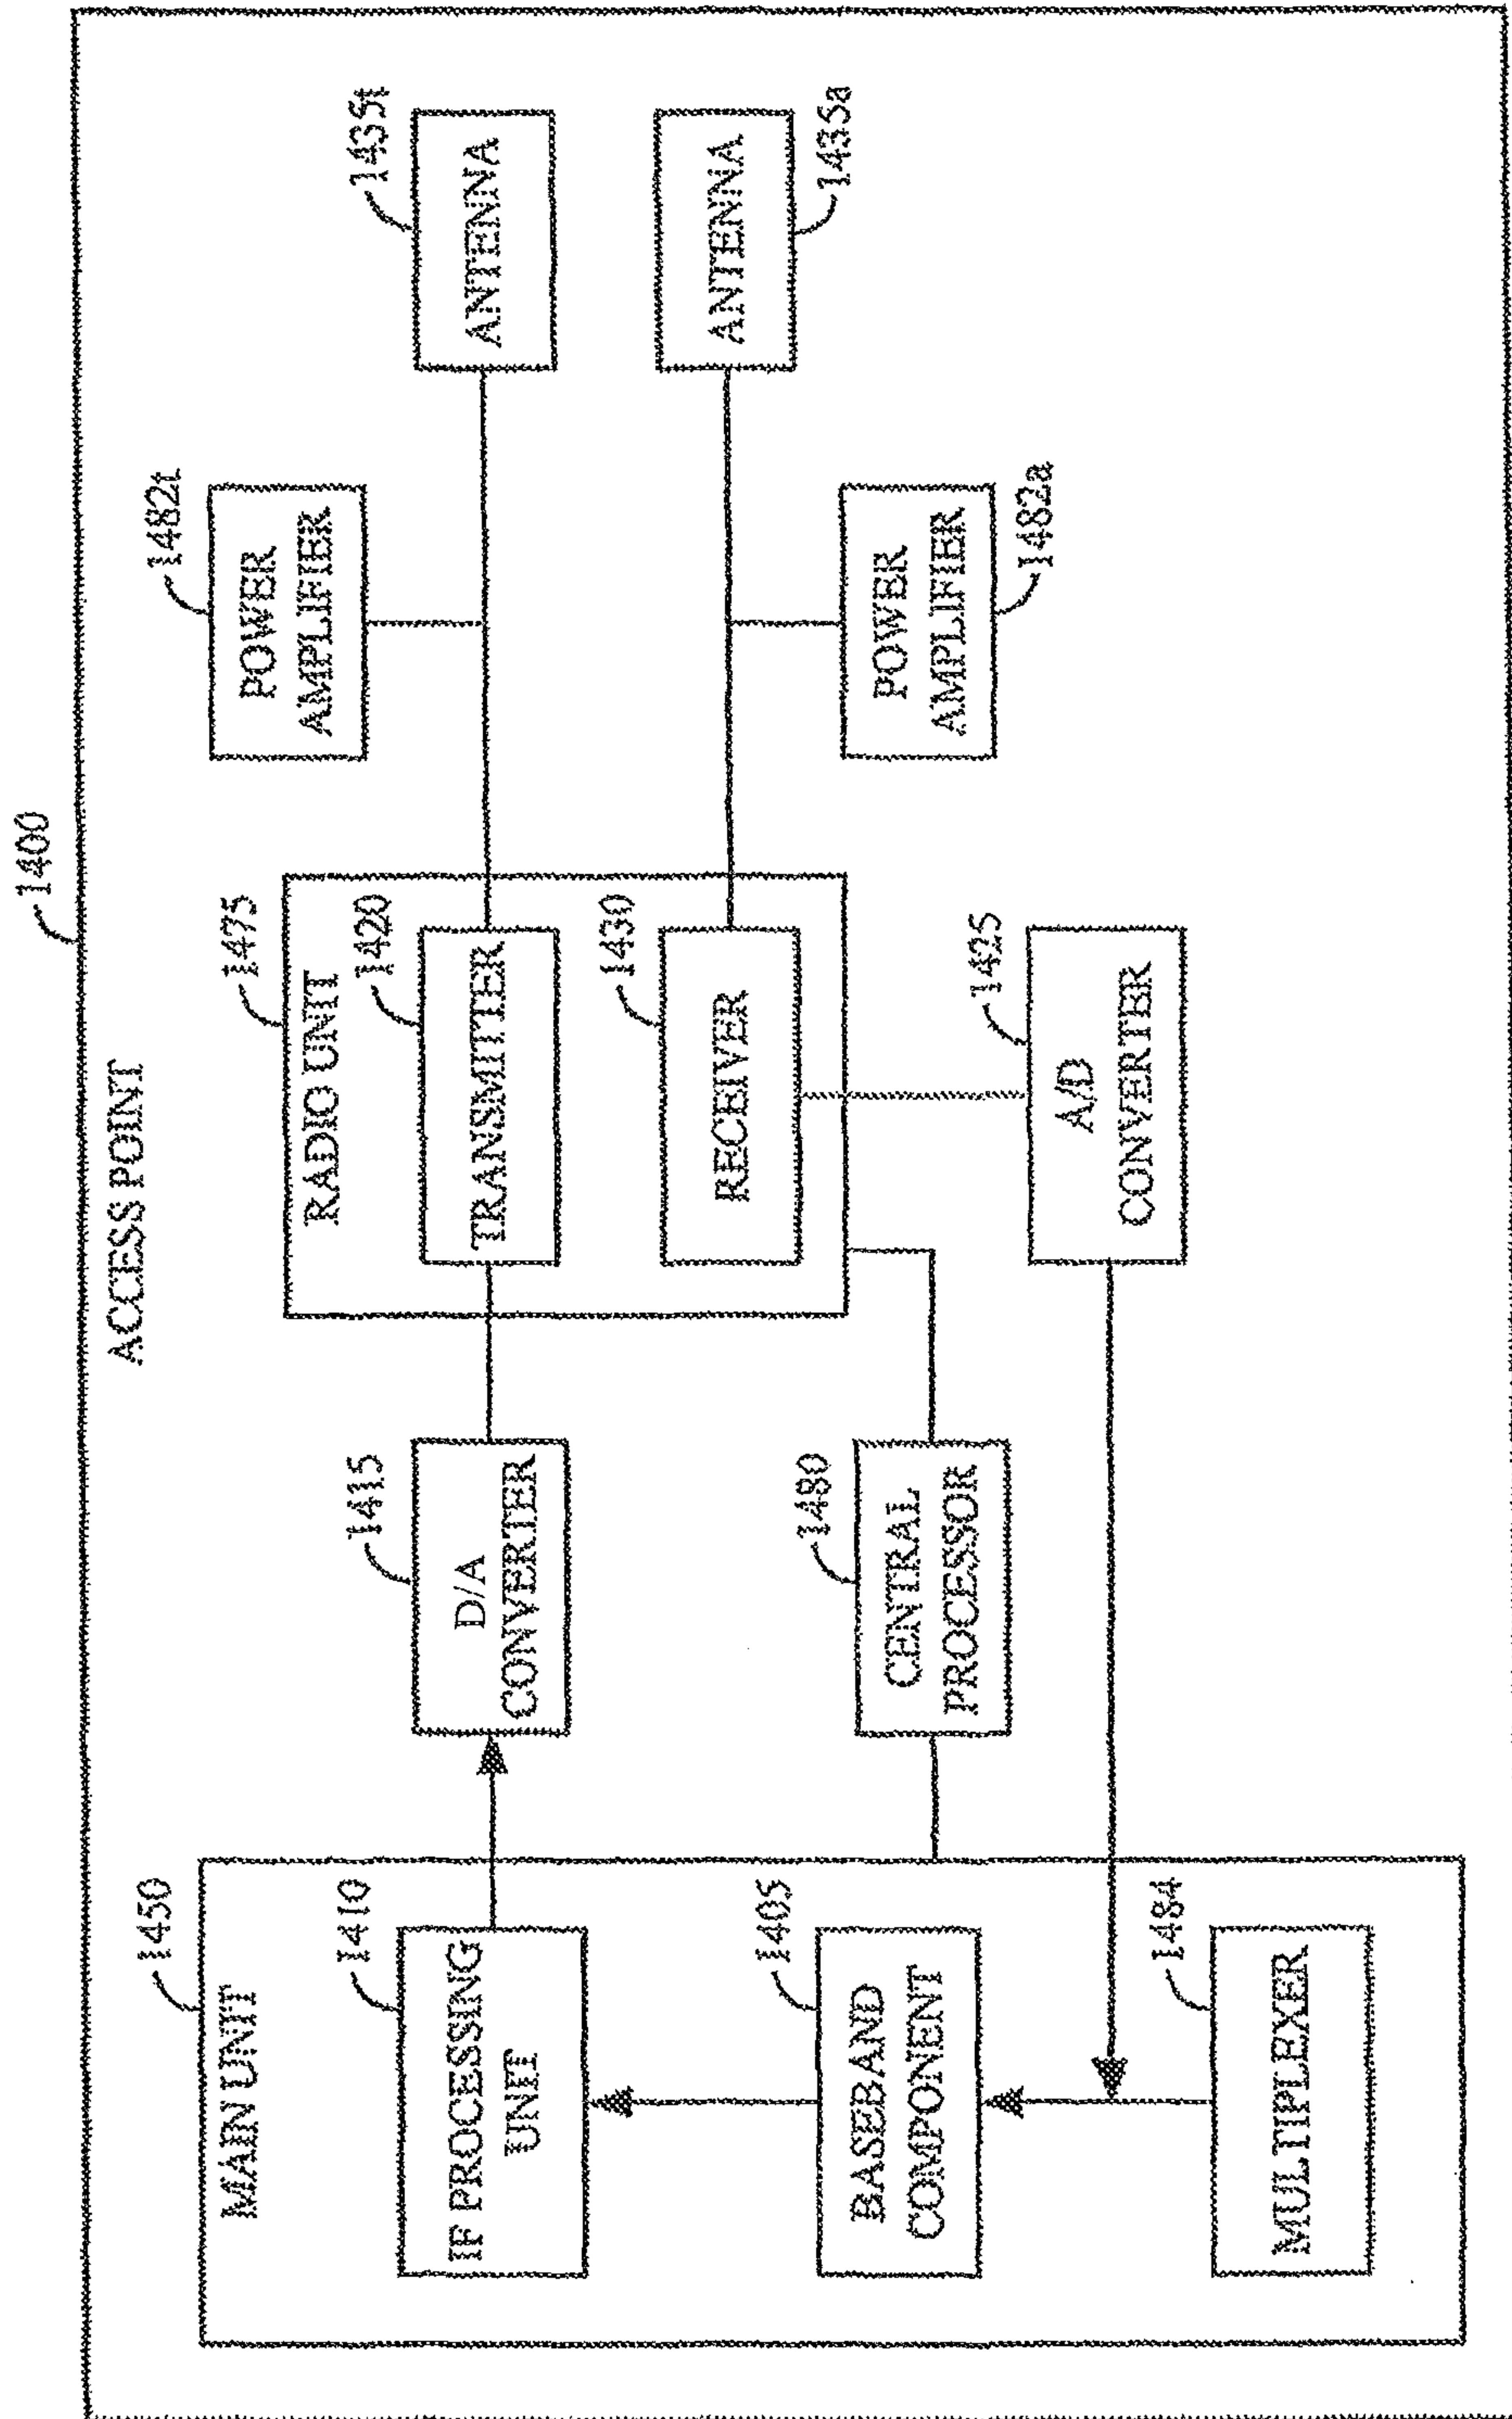 1400
ACCESS POINT
1450
MAIN UNIT
1410
IF PROCESSING
UNIT
1405
BASEBAND
COMPONENT
1484
MULTIPLEXER
1415
D/A
CONVERTER
1480
CENTRAL
PROCESSOR
1475
RADIO UNIT
1420
TRANSMITTER
1430
RECEIVER
1425
A/D
CONVERTER
1482t
POWER
AMPLIFIER
POWER
AMPLIFIER
1482a
1435t
ANTENNA
ANTENNA
1435a